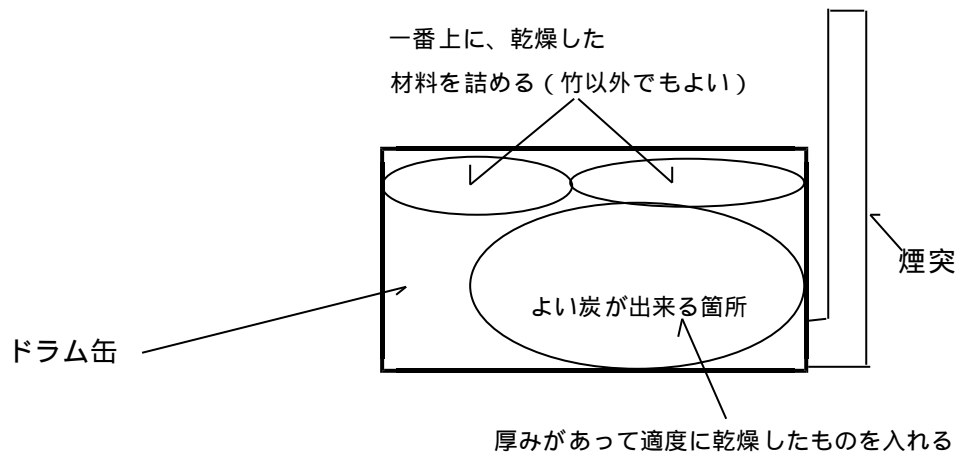 一番上に、乾燥した
材料を詰める(竹以外でもよい)
煙突
よい炭が出来る箇所
ドラム缶
厚みがあって適度に乾燥したものを入れる